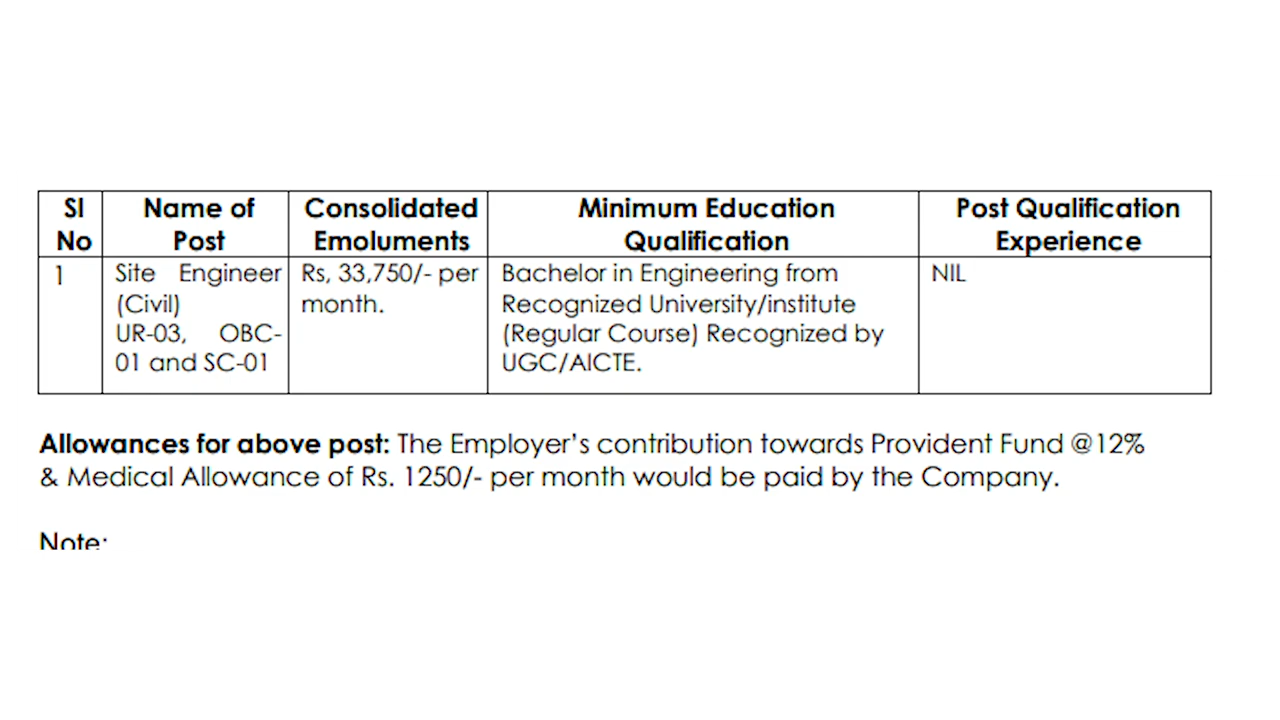 Sl No
Name of Post
Consolidated Emoluments
Minimum Education Qualification
Post Qualification Experience
1
Site Engineer
(Civil)
UR-03, OBC-
01 and SC-01
Rs, 33,750/- per
month.
Bachelor in Engineering from
Recognized University/institute
(Regular Course) Recognized by
UGC/AICTE.
NIL
Allowances for above post: The Employer’s contribution towards Provident Fund @12%
& Medical Allowance of Rs. 1250/- per month would be paid by the Company.
Note: